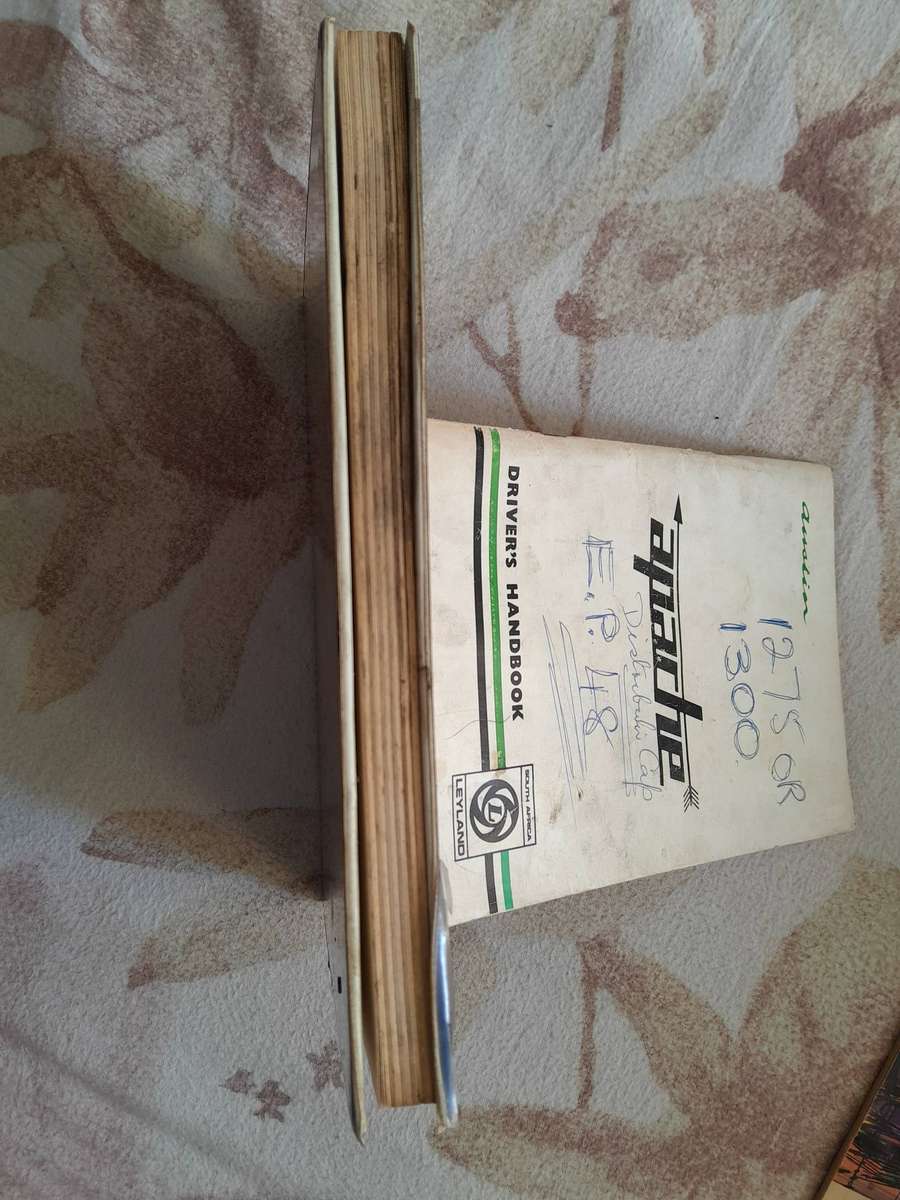 austin
1275 OR
1300.
apache
Distributor Cap
E.P. 48
DRIVER'S HANDBOOK
SOUTH AFRICA
L
LEYLAND